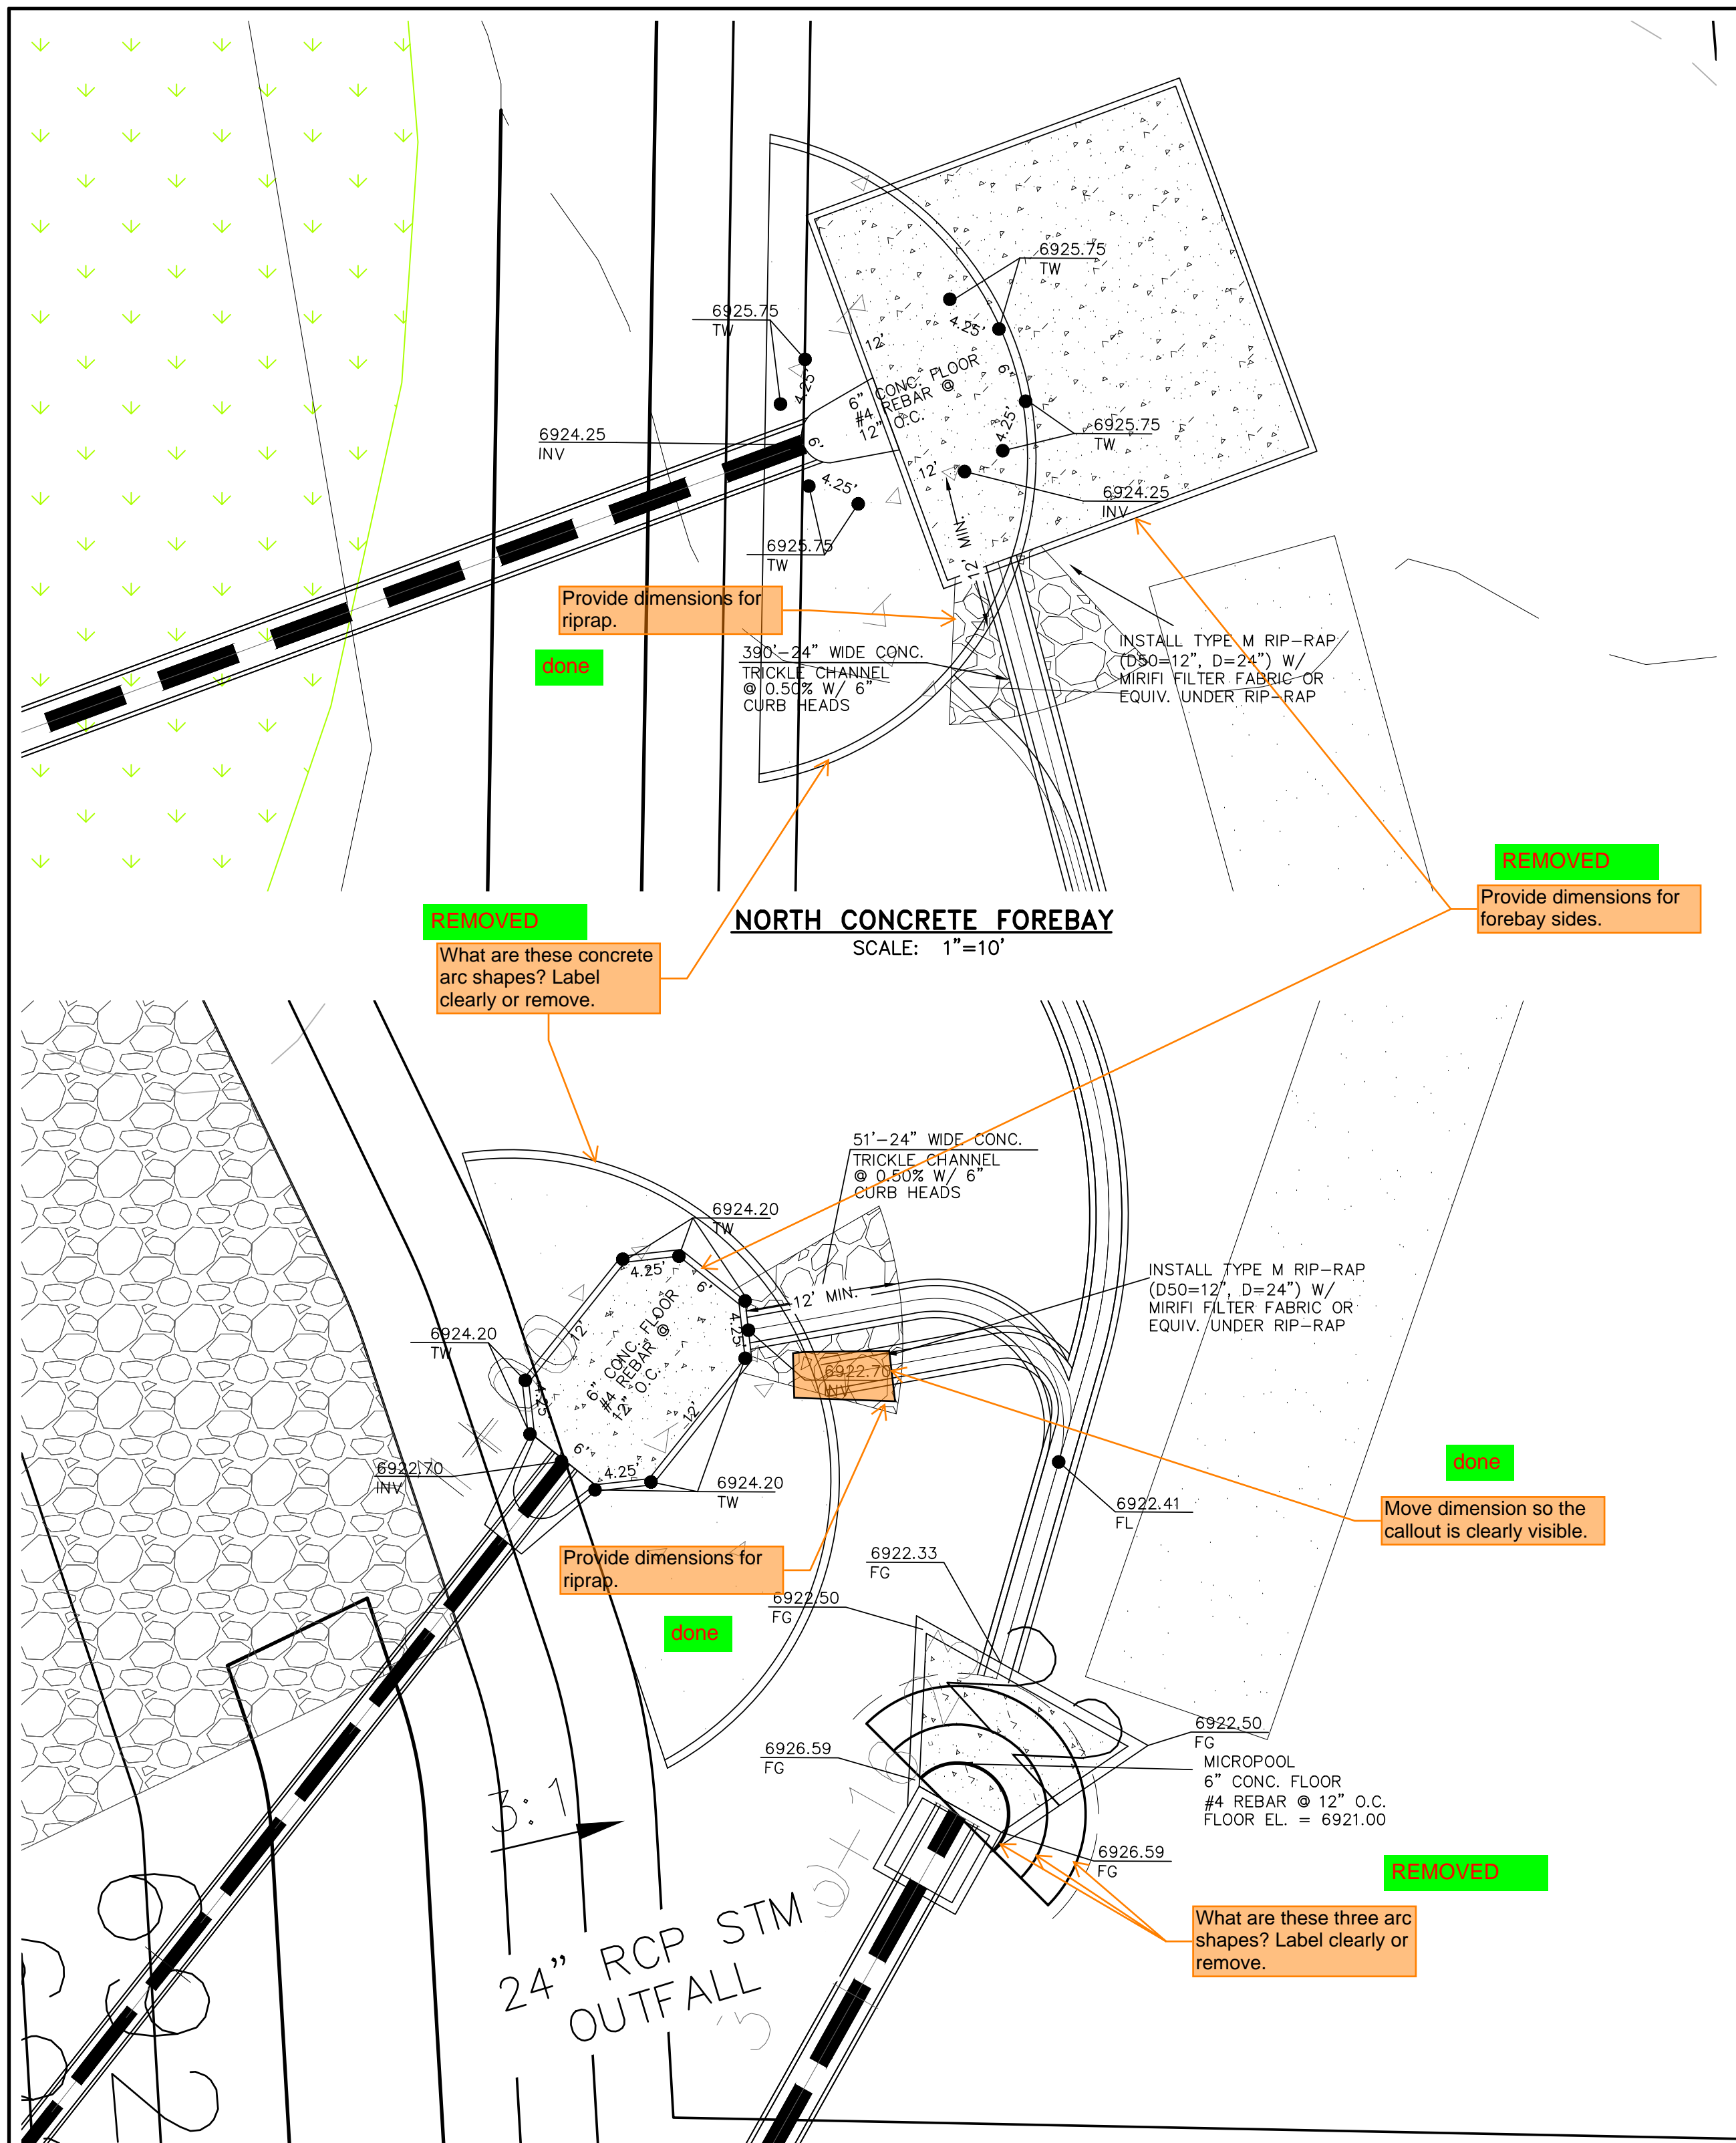 6925.75
TW
6925.75
TW
4.25'
12'
9'
4.25'
6" CONC. FLOOR
#4 REBAR @
12" O.C.
4.25'
6925.75
TW
6924.25
INV
6'
12'
4.25'
6924.25
INV
12' MIN.
6925.75
TW
Provide dimensions for
riprap.
done
390'-24" WIDE CONC.
TRICKLE CHANNEL
@ 0.50% W/ 6"
CURB HEADS
INSTALL TYPE M RIP-RAP
(D50=12", D=24") W/
MIRIFI FILTER FABRIC OR
EQUIV. UNDER RIP-RAP
REMOVED
Provide dimensions for
forebay sides.
REMOVED
What are these concrete
arc shapes? Label
clearly or remove.
NORTH CONCRETE FOREBAY
SCALE: 1"=10'
51'-24" WIDE CONC.
TRICKLE CHANNEL
@ 0.50% W/ 6"
CURB HEADS
6924.20
TW
4.25'
6'
12' MIN.
INSTALL TYPE M RIP-RAP
(D50=12", D=24") W/
MIRIFI FILTER FABRIC OR
EQUIV. UNDER RIP-RAP
12'
6" CONC. FLOOR
#4 REBAR @
12" O.C.
4.25'
6924.20
TW
6922.70
INV
4.25'
12'
6'
4.25'
6922.70
INV
6924.20
TW
done
Move dimension so the
callout is clearly visible.
6922.41
FL
Provide dimensions for
riprap.
done
6922.33
FG
6922.50
FG
6922.50
FG
6926.59
FG
MICROPOOL
6" CONC. FLOOR
#4 REBAR @ 12" O.C.
FLOOR EL. = 6921.00
3:1
6926.59
FG
REMOVED
What are these three arc
shapes? Label clearly or
remove.
24" RCP STM
OUTFALL